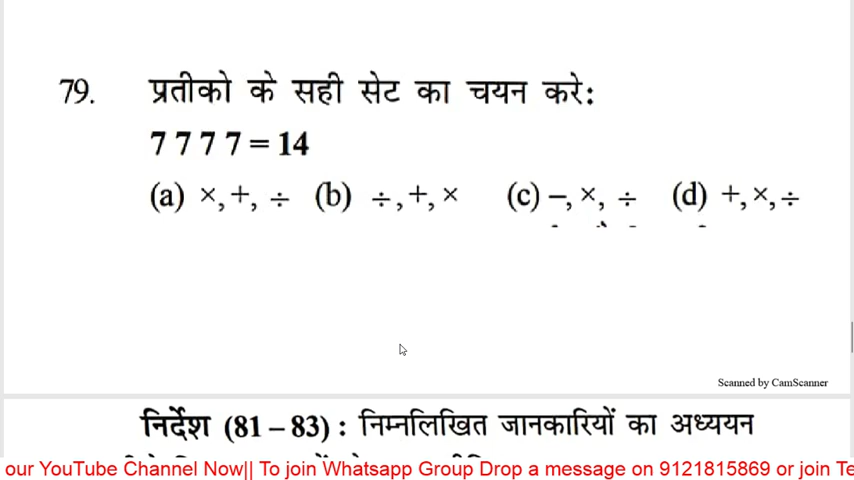 79. प्रतीको के सही सेट का चयन करे:
7 7 7 7 = 14
(a) ×, +, ÷ (b) ÷, +, × (c) –, ×, ÷ (d) +, ×, ÷
Scanned by CamScanner
निर्देश (81 – 83) : निम्नलिखित जानकारियों का अध्ययन
our YouTube Channel Now|| To join Whatsapp Group Drop a message on 9121815869 or join Te